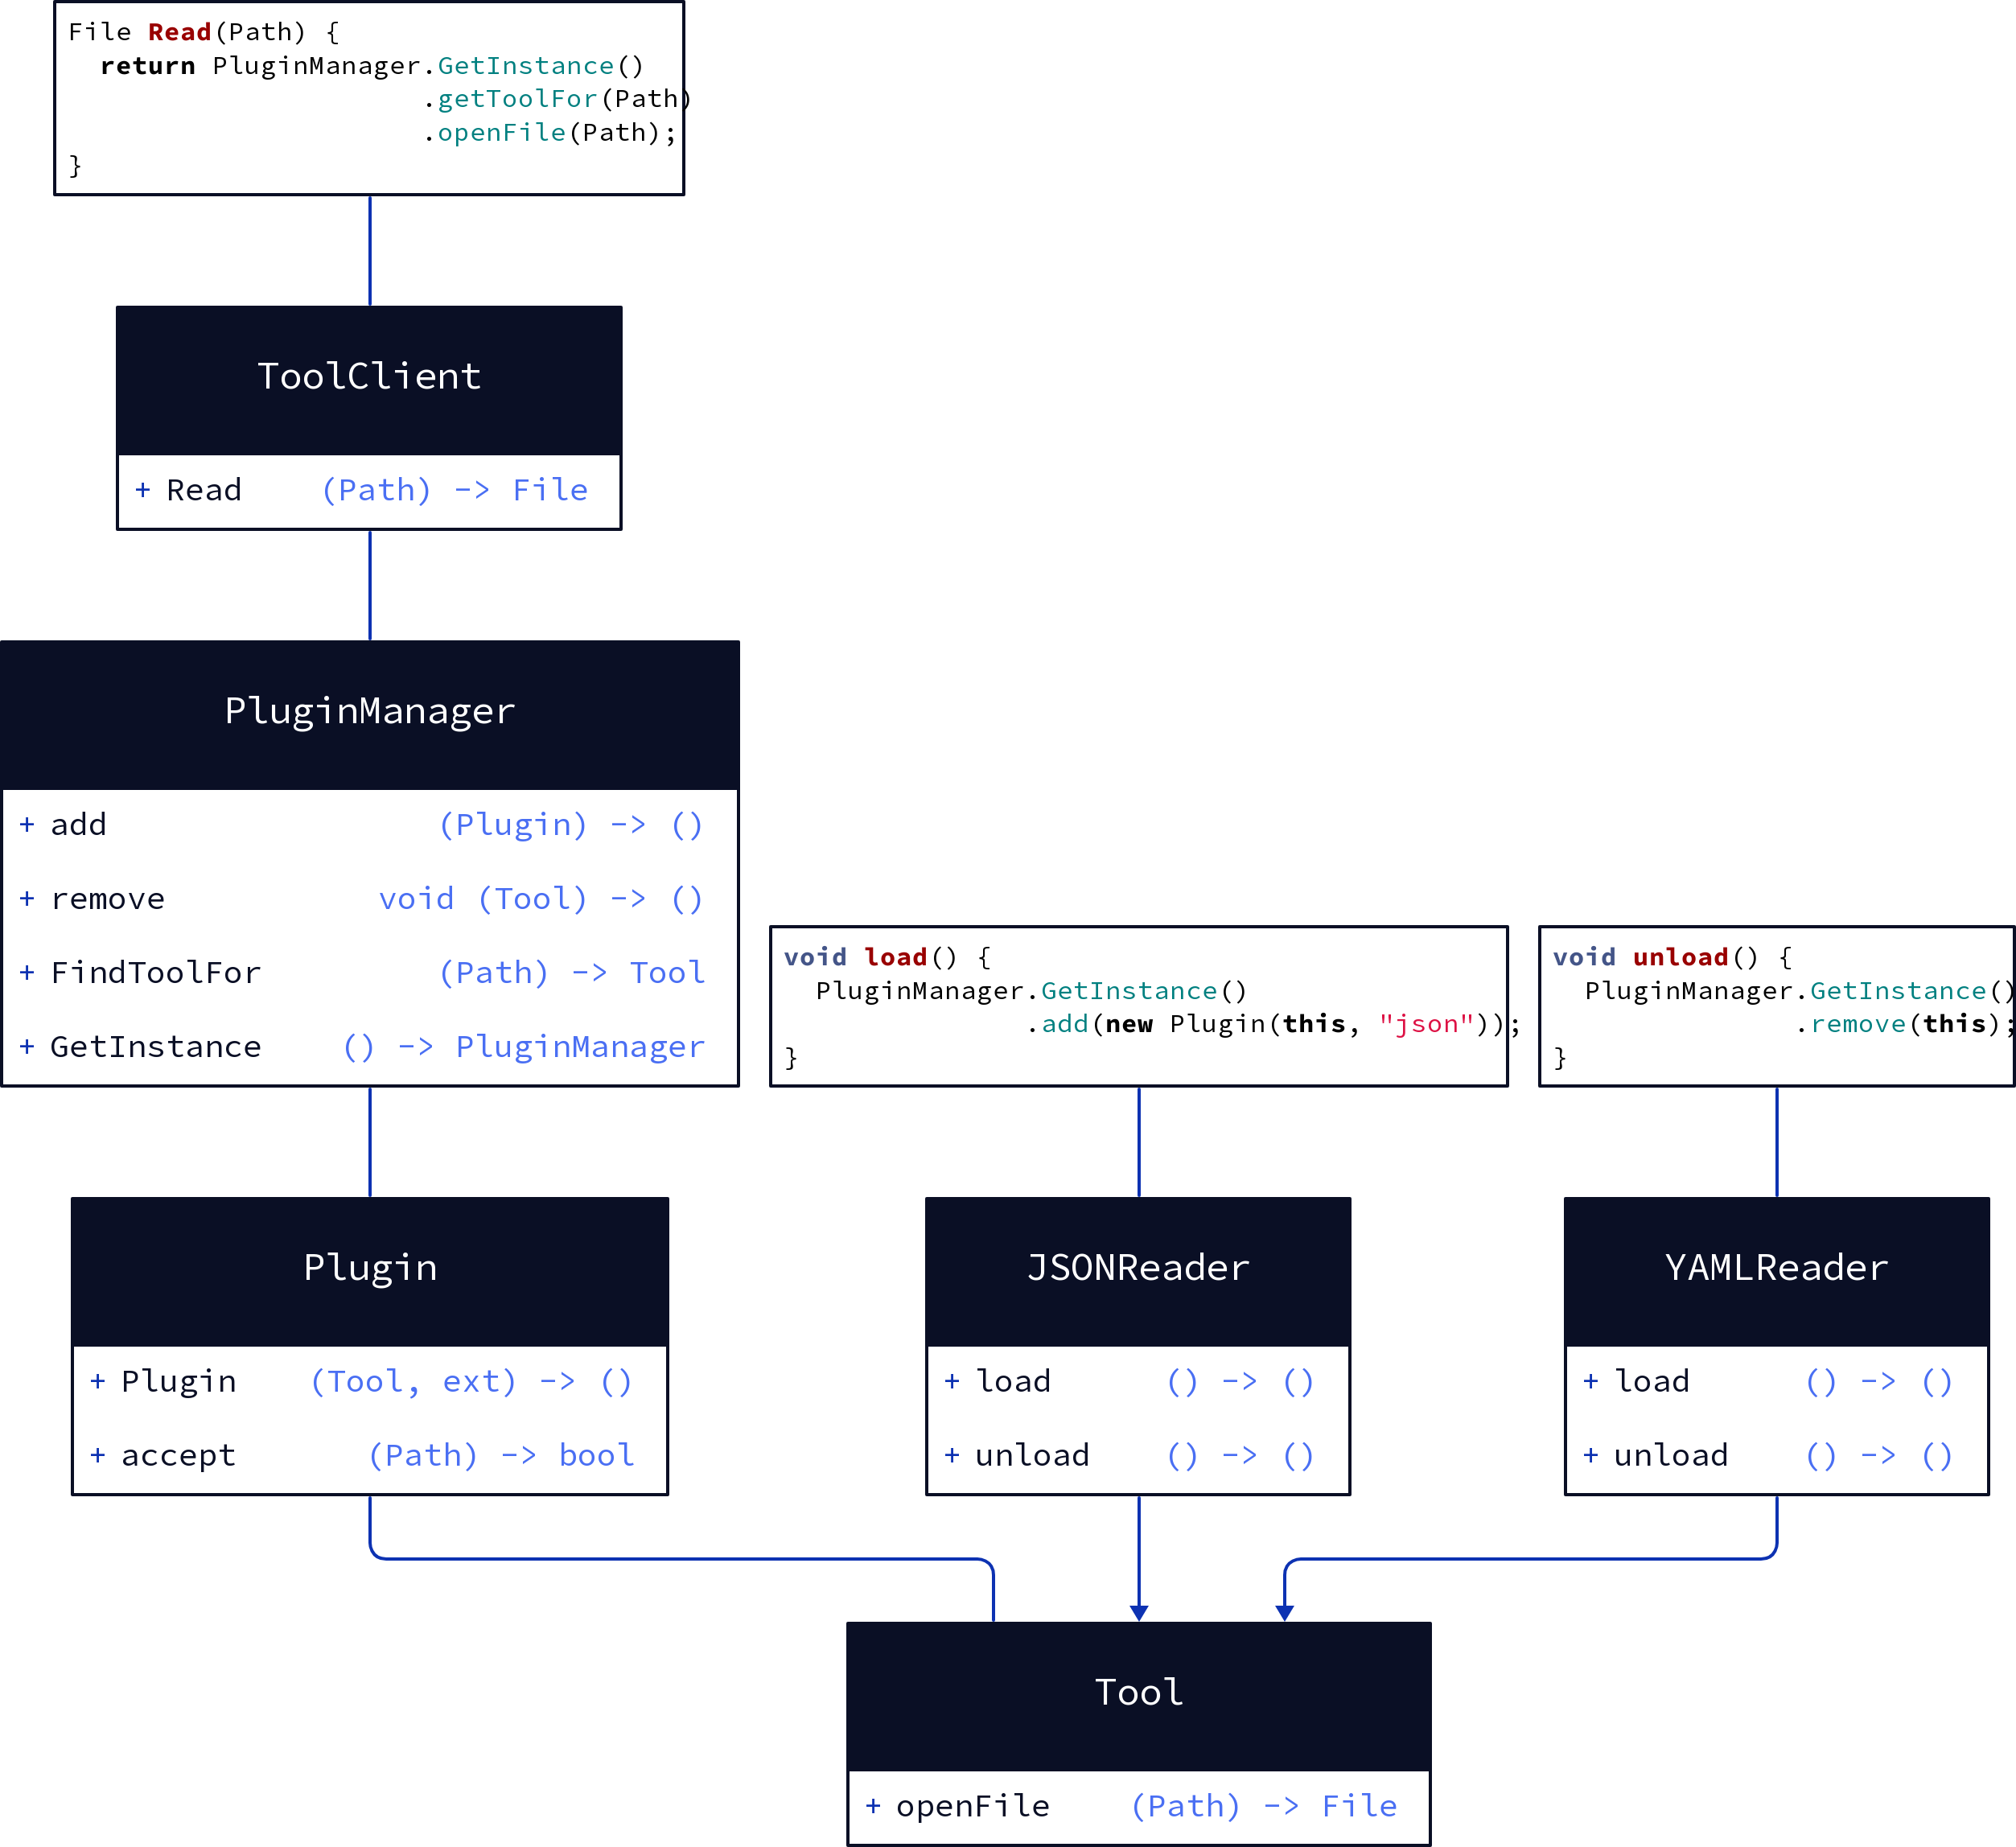 File Read(Path) {
  return PluginManager.GetInstance()
                      .getToolFor(Path)
                      .openFile(Path);
}
ToolClient
+ Read (Path) -> File
PluginManager
+ add (Plugin) -> ()
+ remove void (Tool) -> ()
+ FindToolFor (Path) -> Tool
+ GetInstance () -> PluginManager
void load() {
  PluginManager.GetInstance()
               .add(new Plugin(this, "json"));
}
void unload() {
  PluginManager.GetInstance()
               .remove(this);
}
Plugin
+ Plugin (Tool, ext) -> ()
+ accept (Path) -> bool
JSONReader
+ load () -> ()
+ unload () -> ()
YAMLReader
+ load () -> ()
+ unload () -> ()
Tool
+ openFile (Path) -> File